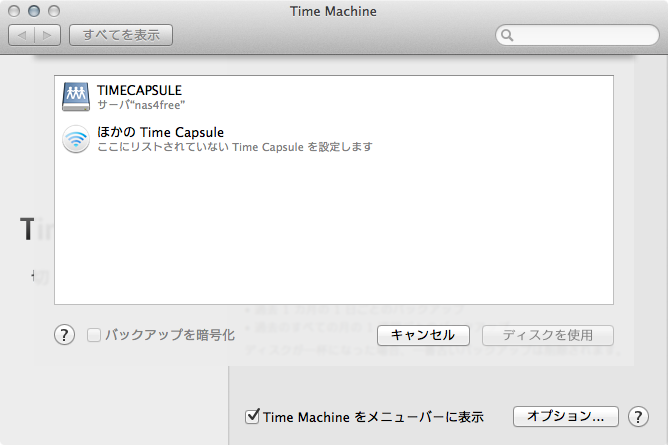 Time Machine
すべてを表示
TIMECAPSULE
サーバ“nas4free”
ほかの Time Capsule
ここにリストされていない Time Capsule を設定します
切
? バックアップを暗号化 キャンセル ディスクを使用
Time Machine をメニューバーに表示 オプション... ?